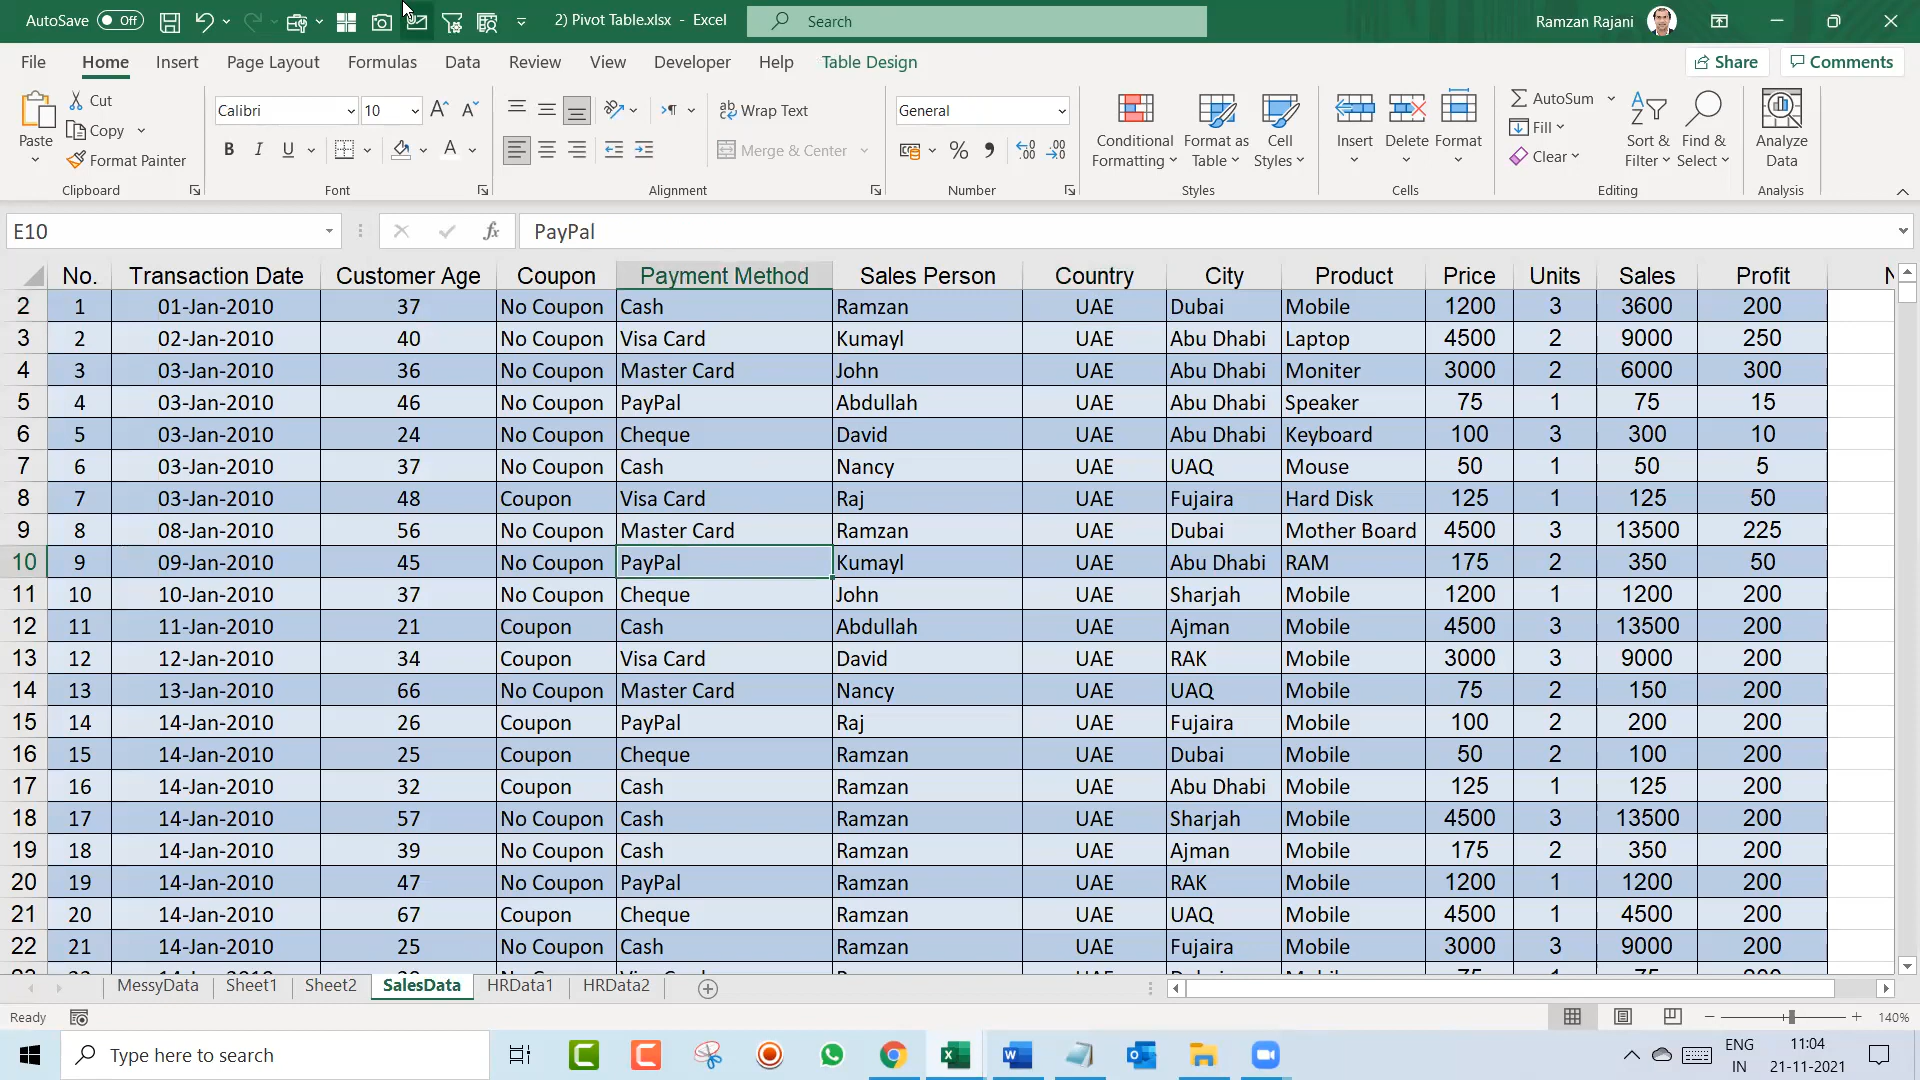 AutoSave Off 2) Pivot Table.xlsx - Excel Search Ramzan Rajani
File Home Insert Page Layout Formulas Data Review View Developer Help Table Design Share Comments
Paste Cut Copy Format Painter Clipboard
Calibri 10 B I U A Font
Wrap Text Merge & Center Alignment
General % Number
Conditional Formatting Format as Table Cell Styles Styles
Insert Delete Format Cells
AutoSum Fill Clear Sort & Filter Find & Select Editing
Analyze Data Analysis
E10 fx PayPal
No. Transaction Date Customer Age Coupon Payment Method Sales Person Country City Product Price Units Sales Profit
2 1 01-Jan-2010 37 No Coupon Cash Ramzan UAE Dubai Mobile 1200 3 3600 200
3 2 02-Jan-2010 40 No Coupon Visa Card Kumayl UAE Abu Dhabi Laptop 4500 2 9000 250
4 3 03-Jan-2010 36 No Coupon Master Card John UAE Abu Dhabi Moniter 3000 2 6000 300
5 4 03-Jan-2010 46 No Coupon PayPal Abdullah UAE Abu Dhabi Speaker 75 1 75 15
6 5 03-Jan-2010 24 No Coupon Cheque David UAE Abu Dhabi Keyboard 100 3 300 10
7 6 03-Jan-2010 37 No Coupon Cash Nancy UAE UAQ Mouse 50 1 50 5
8 7 03-Jan-2010 48 Coupon Visa Card Raj UAE Fujaira Hard Disk 125 1 125 50
9 8 08-Jan-2010 56 No Coupon Master Card Ramzan UAE Dubai Mother Board 4500 3 13500 225
10 9 09-Jan-2010 45 No Coupon PayPal Kumayl UAE Abu Dhabi RAM 175 2 350 50
11 10 10-Jan-2010 37 No Coupon Cheque John UAE Sharjah Mobile 1200 1 1200 200
12 11 11-Jan-2010 21 Coupon Cash Abdullah UAE Ajman Mobile 4500 3 13500 200
13 12 12-Jan-2010 34 Coupon Visa Card David UAE RAK Mobile 3000 3 9000 200
14 13 13-Jan-2010 66 No Coupon Master Card Nancy UAE UAQ Mobile 75 2 150 200
15 14 14-Jan-2010 26 Coupon PayPal Raj UAE Fujaira Mobile 100 2 200 200
16 15 14-Jan-2010 25 Coupon Cheque Ramzan UAE Dubai Mobile 50 2 100 200
17 16 14-Jan-2010 32 Coupon Cash Ramzan UAE Abu Dhabi Mobile 125 1 125 200
18 17 14-Jan-2010 57 No Coupon Cash Ramzan UAE Sharjah Mobile 4500 3 13500 200
19 18 14-Jan-2010 39 No Coupon Cash Ramzan UAE Ajman Mobile 175 2 350 200
20 19 14-Jan-2010 47 No Coupon PayPal Ramzan UAE RAK Mobile 1200 1 1200 200
21 20 14-Jan-2010 67 Coupon Cheque Ramzan UAE UAQ Mobile 4500 1 4500 200
22 21 14-Jan-2010 25 No Coupon Cash Ramzan UAE Fujaira Mobile 3000 3 9000 200
MessyData Sheet1 Sheet2 SalesData HRData1 HRData2
Ready 140%
Type here to search ENG IN 11:04 21-11-2021